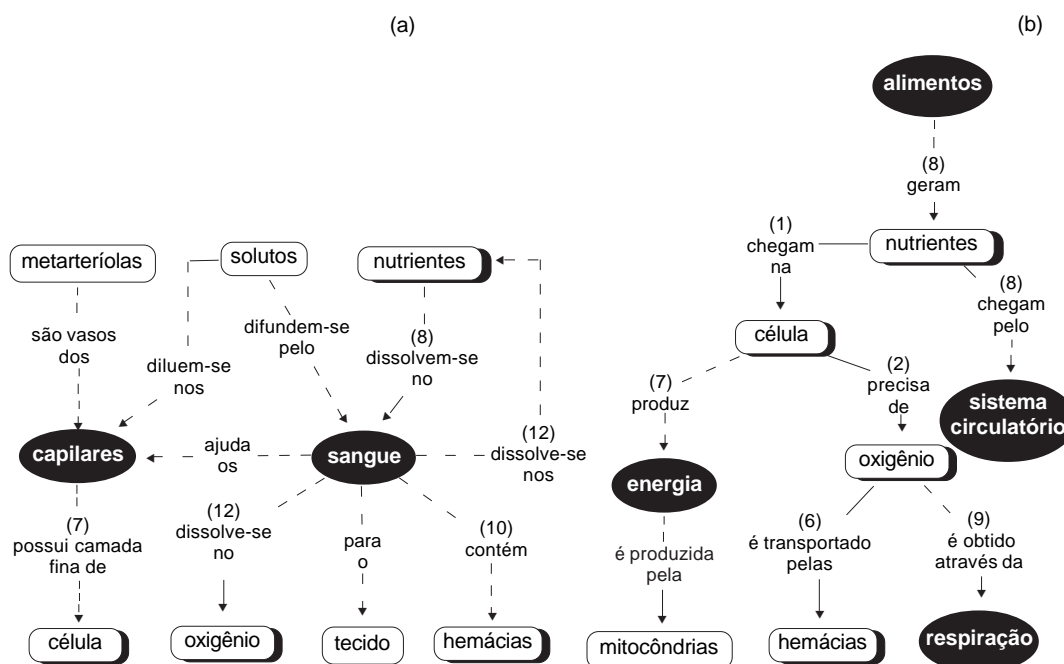 (a)
metarteríolas
solutos
nutrientes
são vasos
dos
diluem-se
nos
difundem-se
pelo
(8)
dissolvem-se
no
(12)
dissolve-se
nos
capilares
ajuda
os
sangue
(7)
possui camada
fina de
(12)
dissolve-se
no
para
o
(10)
contém
célula
oxigênio
tecido
hemácias
(b)
alimentos
(8)
geram
nutrientes
(1)
chegam
na
(8)
chegam
pelo
célula
sistema
circulatório
(7)
produz
(2)
precisa
de
energia
oxigênio
é produzida
pela
(6)
é transportado
pelas
(9)
é obtido
através da
mitocôndrias
hemácias
respiração